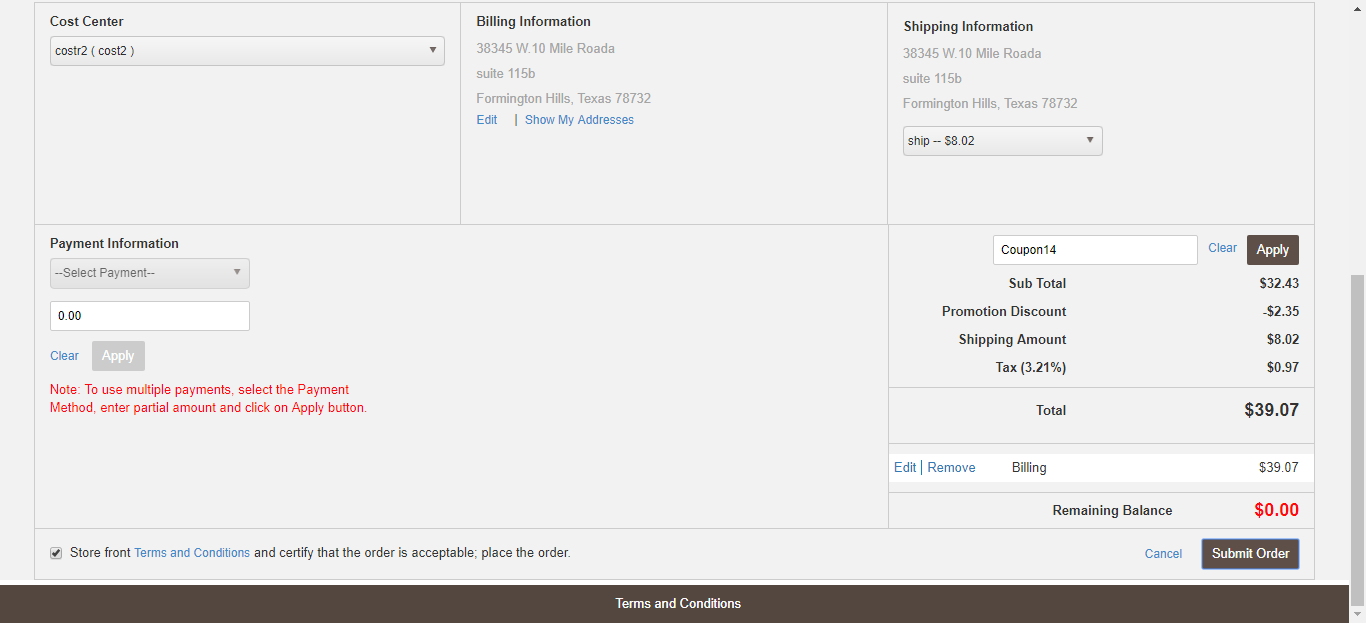 Cost Center
costr2 ( cost2 )
Billing Information
38345 W.10 Mile Roada
suite 115b
Formington Hills, Texas 78732
Edit | Show My Addresses
Shipping Information
38345 W.10 Mile Roada
suite 115b
Formington Hills, Texas 78732
ship -- $8.02
Payment Information
--Select Payment--
0.00
Clear Apply
Note: To use multiple payments, select the Payment
Method, enter partial amount and click on Apply button.
Coupon14 Clear Apply
Sub Total $32.43
Promotion Discount -$2.35
Shipping Amount $8.02
Tax (3.21%) $0.97
Total $39.07
Edit | Remove Billing $39.07
Remaining Balance $0.00
Store front Terms and Conditions and certify that the order is acceptable; place the order.
Cancel Submit Order
Terms and Conditions